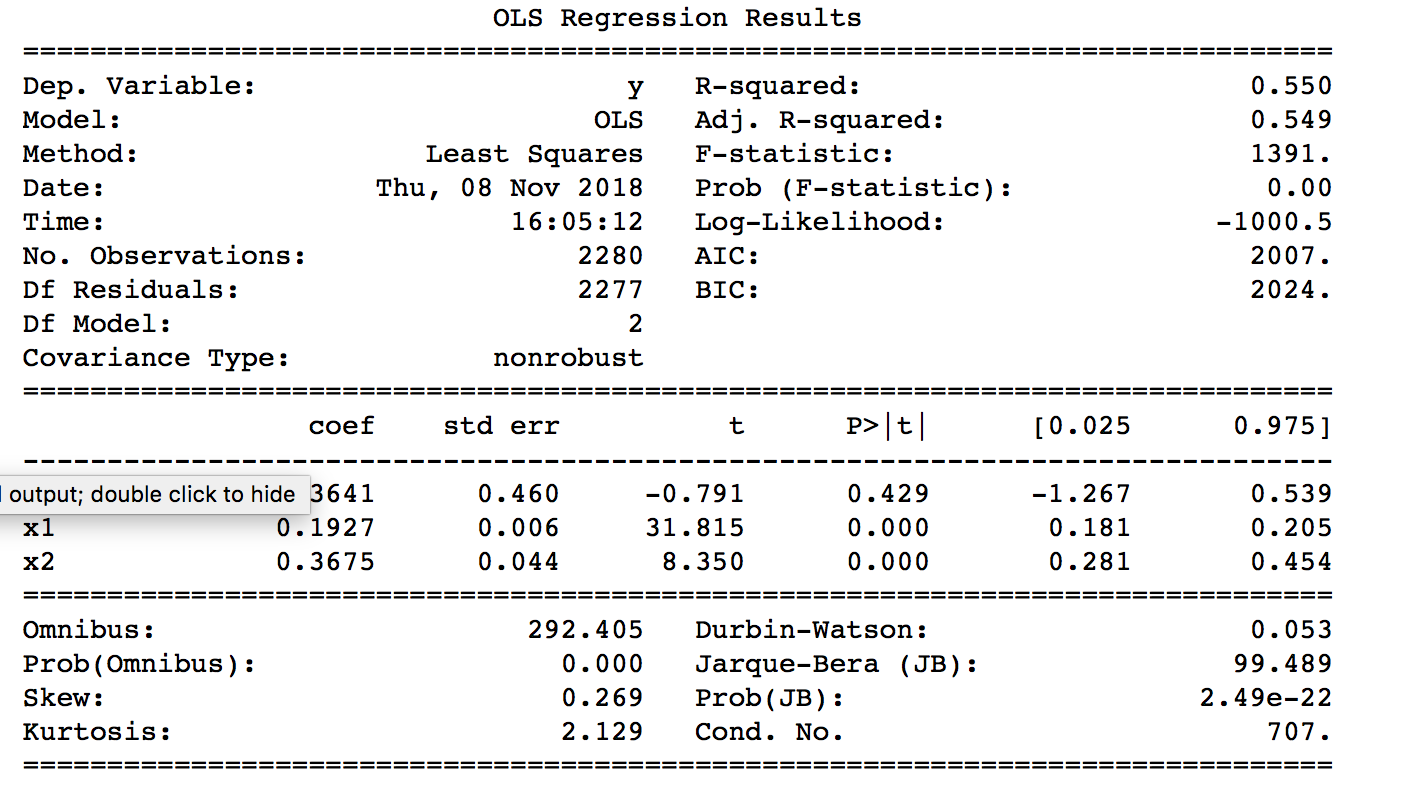 OLS Regression Results
==============================================================================
Dep. Variable: y R-squared: 0.550
Model: OLS Adj. R-squared: 0.549
Method: Least Squares F-statistic: 1391.
Date: Thu, 08 Nov 2018 Prob (F-statistic): 0.00
Time: 16:05:12 Log-Likelihood: -1000.5
No. Observations: 2280 AIC: 2007.
Df Residuals: 2277 BIC: 2024.
Df Model: 2
Covariance Type: nonrobust
==============================================================================
coef std err t P>|t| [0.025 0.975]
------------------------------------------------------------------------------
output; double click to hide 3641 0.460 -0.791 0.429 -1.267 0.539
x1 0.1927 0.006 31.815 0.000 0.181 0.205
x2 0.3675 0.044 8.350 0.000 0.281 0.454
==============================================================================
Omnibus: 292.405 Durbin-Watson: 0.053
Prob(Omnibus): 0.000 Jarque-Bera (JB): 99.489
Skew: 0.269 Prob(JB): 2.49e-22
Kurtosis: 2.129 Cond. No. 707.
==============================================================================